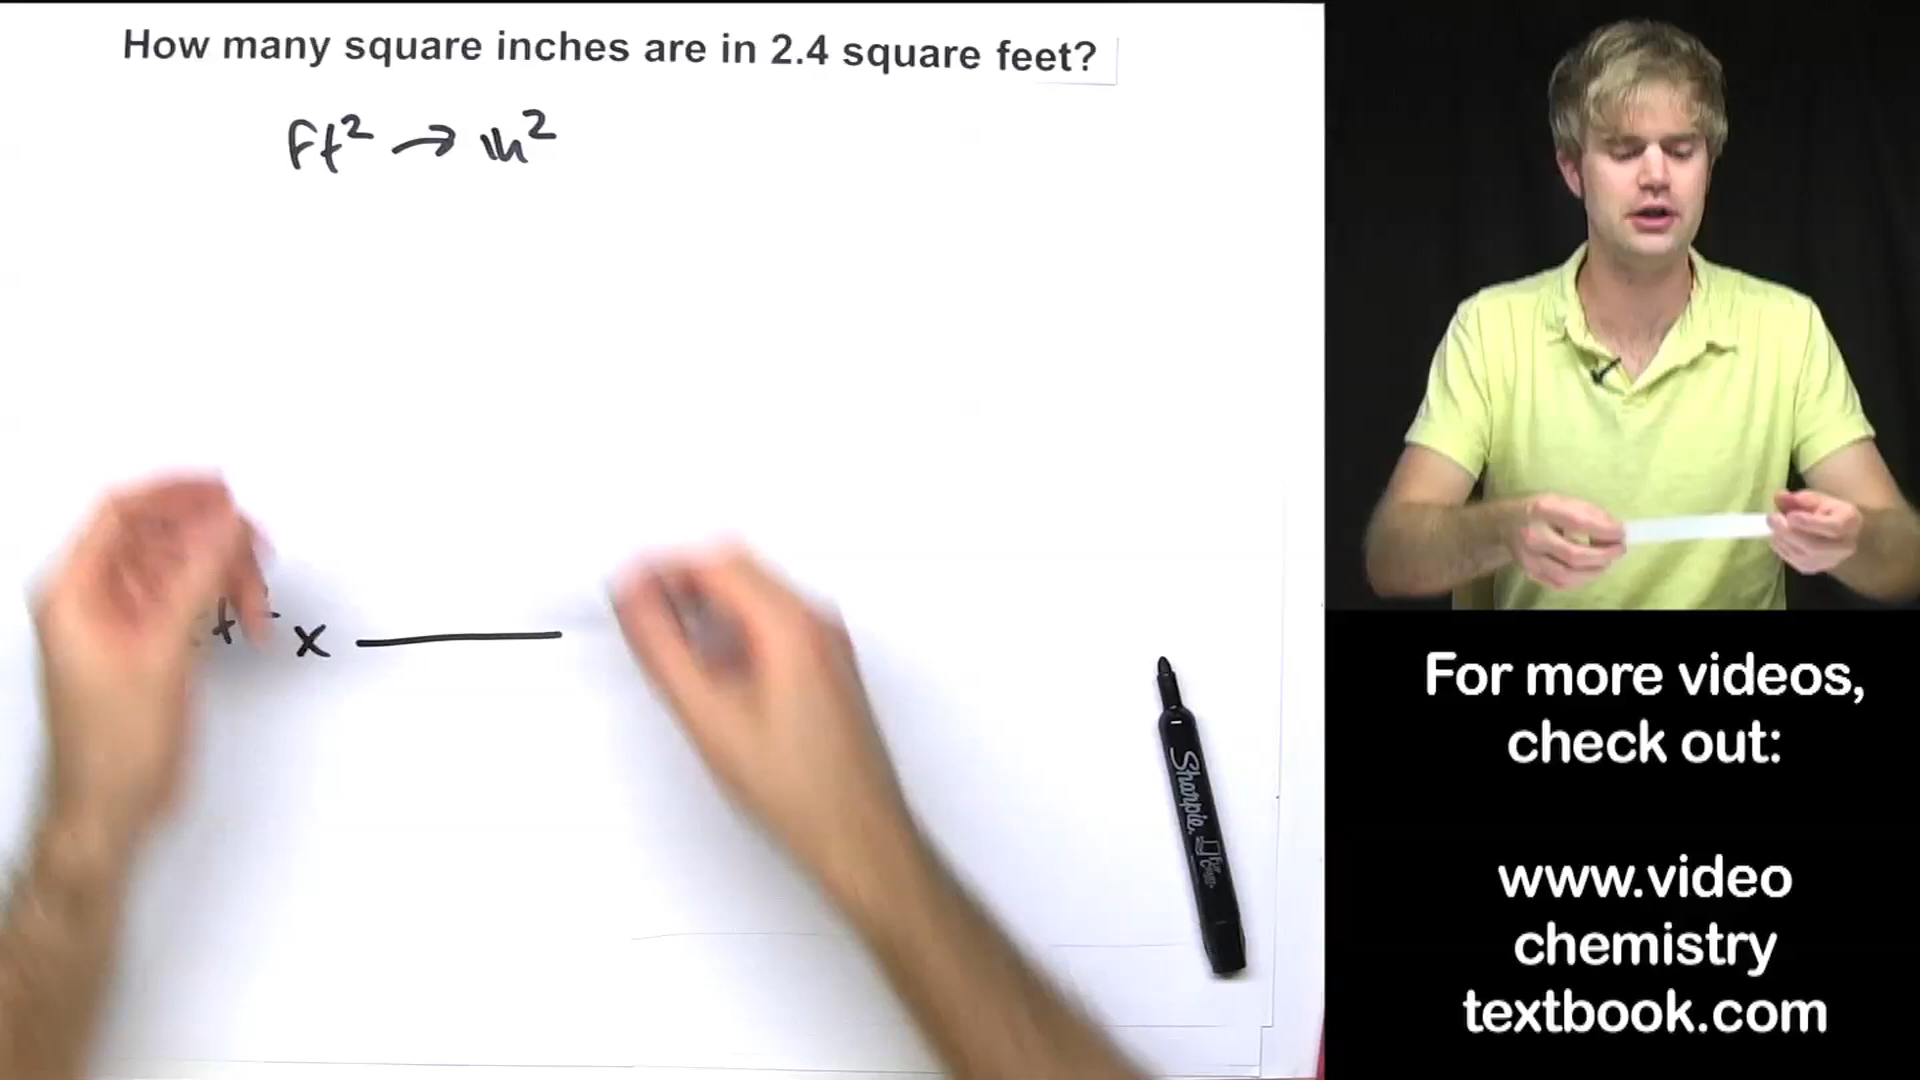 How many square inches are in 2.4 square feet?
Ft² → in²
x
Sharpie.
For more videos,
check out:
www.video
chemistry
textbook.com